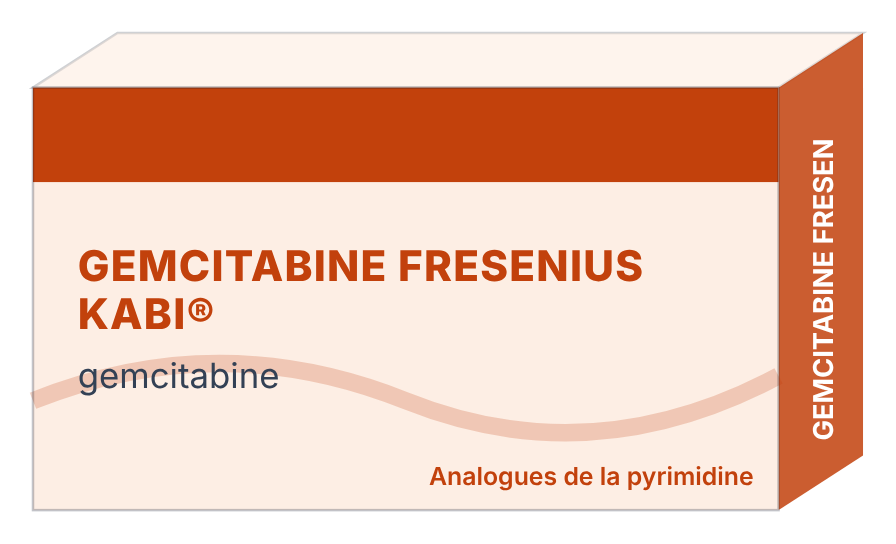 GEMCITABINE FRESENIUS
KABI®
gemcitabine
Analogues de la pyrimidine
GEMCITABINE FRESEN